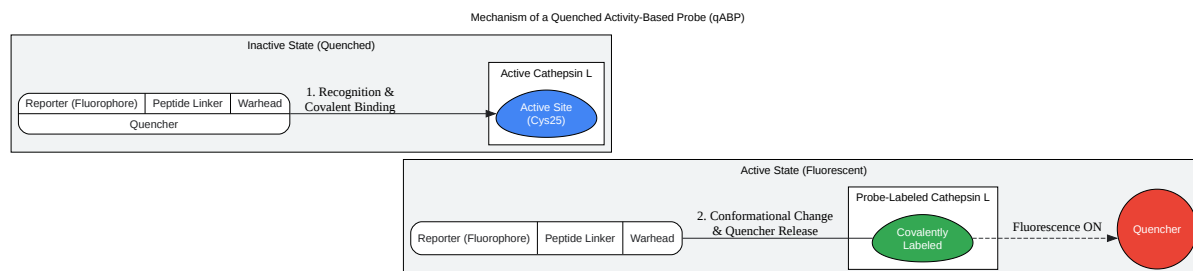 Mechanism of a Quenched Activity-Based Probe (qABP)
Inactive State (Quenched)
Reporter (Fluorophore)
Peptide Linker
Warhead
Quencher
1. Recognition &
Covalent Binding
Active Cathepsin L
Active Site
(Cys25)
Active State (Fluorescent)
Reporter (Fluorophore)
Peptide Linker
Warhead
2. Conformational Change
& Quencher Release
Probe-Labeled Cathepsin L
Covalently
Labeled
Fluorescence ON
Quencher